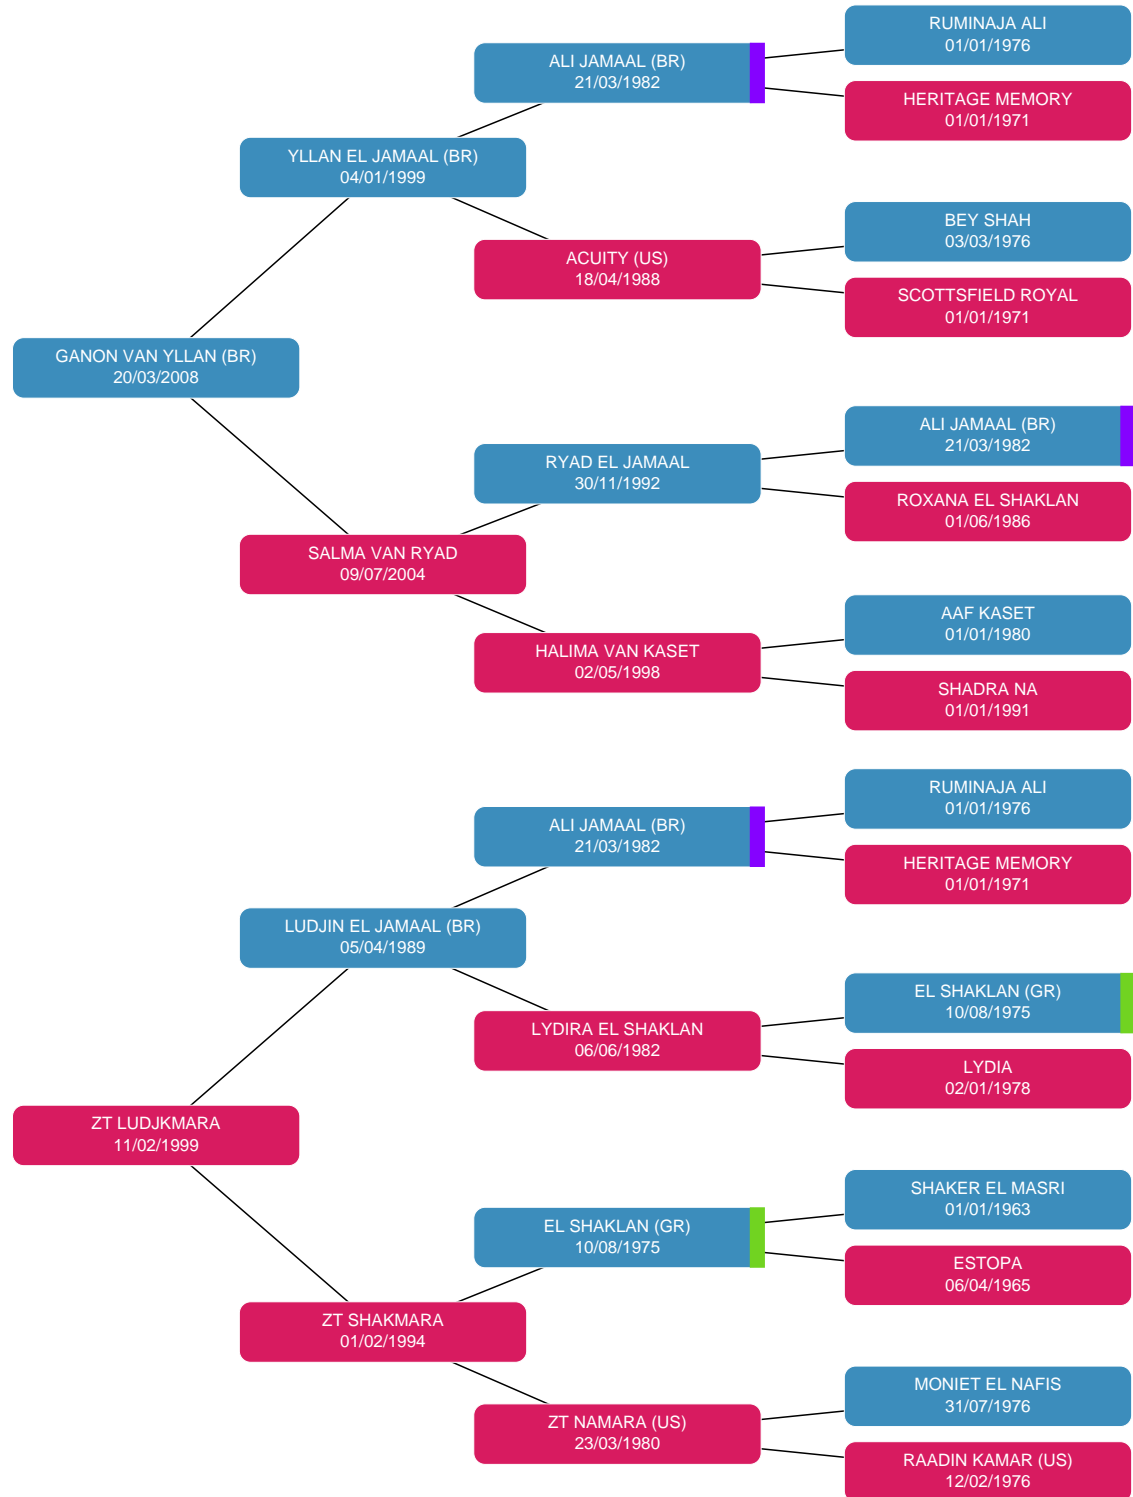 RUMINAJA ALI
01/01/1976
ALI JAMAAL (BR)
21/03/1982
HERITAGE MEMORY
01/01/1971
YLLAN EL JAMAAL (BR)
04/01/1999
BEY SHAH
03/03/1976
ACUITY (US)
18/04/1988
SCOTTSFIELD ROYAL
01/01/1971
GANON VAN YLLAN (BR)
20/03/2008
ALI JAMAAL (BR)
21/03/1982
RYAD EL JAMAAL
30/11/1992
ROXANA EL SHAKLAN
01/06/1986
SALMA VAN RYAD
09/07/2004
AAF KASET
01/01/1980
HALIMA VAN KASET
02/05/1998
SHADRA NA
01/01/1991
RUMINAJA ALI
01/01/1976
ALI JAMAAL (BR)
21/03/1982
HERITAGE MEMORY
01/01/1971
LUDJIN EL JAMAAL (BR)
05/04/1989
EL SHAKLAN (GR)
10/08/1975
LYDIRA EL SHAKLAN
06/06/1982
LYDIA
02/01/1978
ZT LUDJKMARA
11/02/1999
SHAKER EL MASRI
01/01/1963
EL SHAKLAN (GR)
10/08/1975
ESTOPA
06/04/1965
ZT SHAKMARA
01/02/1994
MONIET EL NAFIS
31/07/1976
ZT NAMARA (US)
23/03/1980
RAADIN KAMAR (US)
12/02/1976